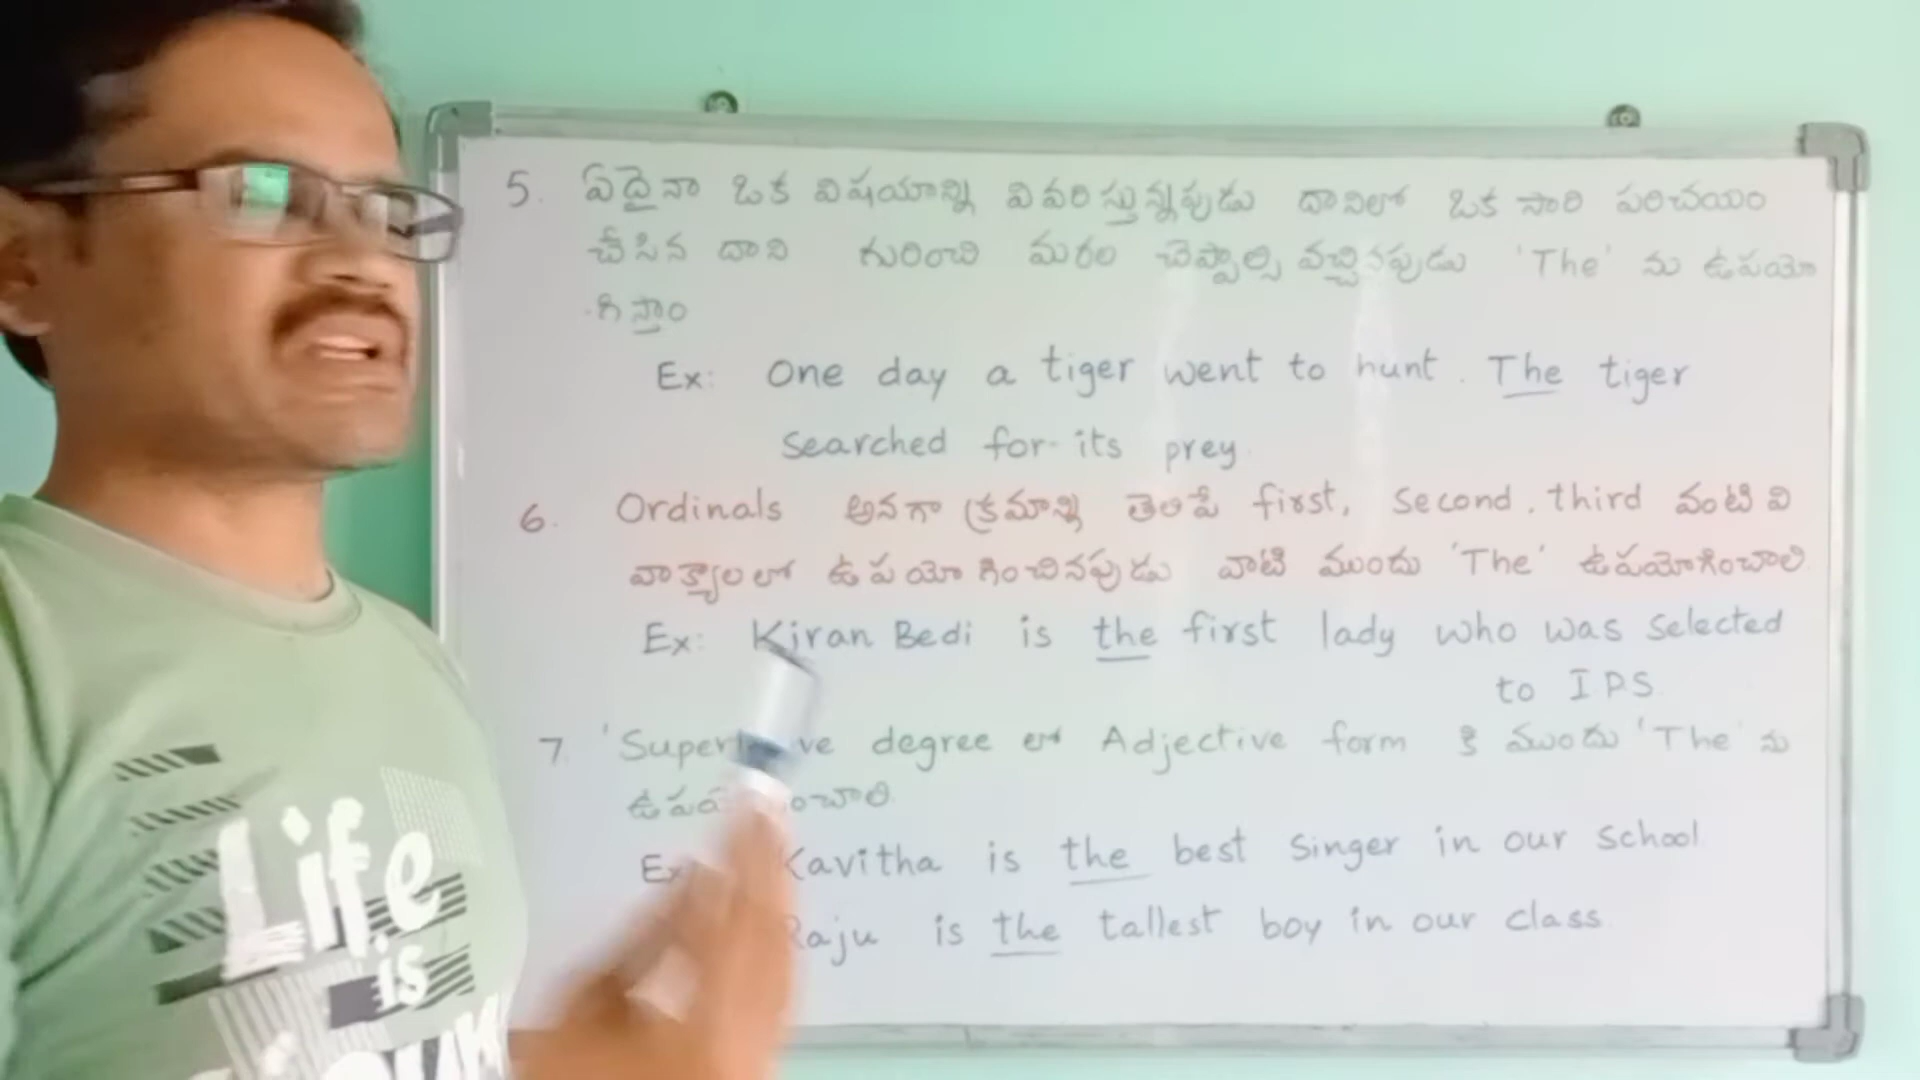 5. ఏదైనా ఒక విషయాన్ని వివరిస్తున్నపుడు దానిలో ఒక సారి పరిచయం
చేసిన దాని గురించి మరల చెప్పాల్సి వచ్చినపుడు 'The' ను ఉపయో
గిస్తాం
Ex: One day a tiger went to hunt. The tiger
searched for its prey.
6. Ordinals అనగా క్రమాన్ని తెలిపే first, second, third వంటి వి
వాక్యాలలో ఉపయోగించినపుడు వాటి ముందు 'The' ఉపయోగించాలి
Ex: Kiran Bedi is the first lady who was selected
to IPS
7 degree లో Adjective form కి ముందు 'The' ను
Kavitha is the best singer in our school
Raju is the tallest boy in our class
Life
is